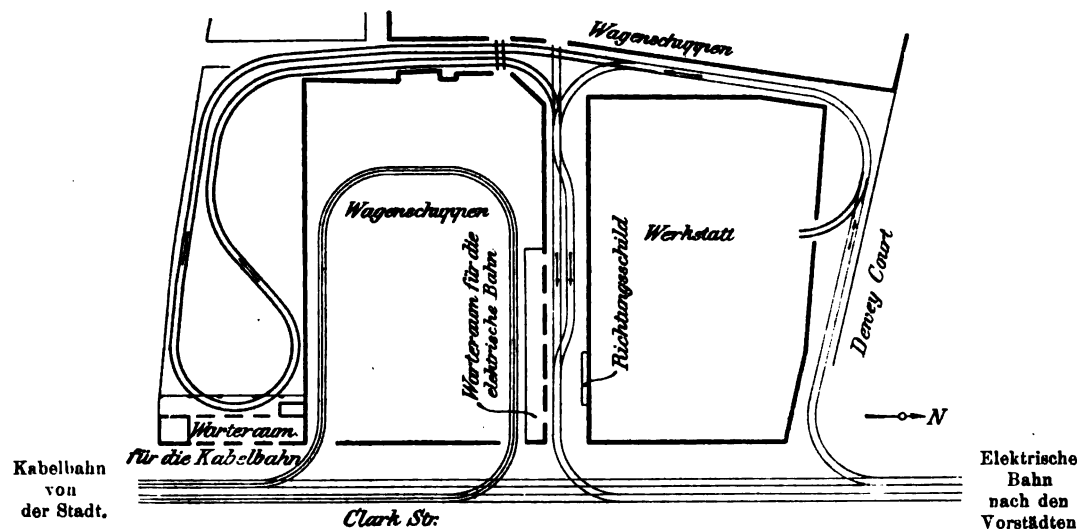 Wagenschuppen
Wagenschuppen
Werkstatt
Warteraum für die
elektrische Bahn
Richtungsschild
Dewey Court
N
Warteraum
für die Kabelbahn
Kabelbahn
von
der Stadt.
Elektrische
Bahn
nach den
Vorstädten
Clark Str.